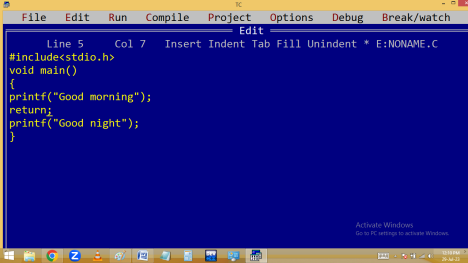 TC
File Edit Run Compile Project Options Debug Break/watch
Edit
Line 5 Col 7 Insert Indent Tab Fill Unindent * E:NONAME.C
#include<stdio.h>
void main()
{
printf("Good morning");
return;
printf("Good night");
}
Activate Windows
Go to PC settings to activate Windows.